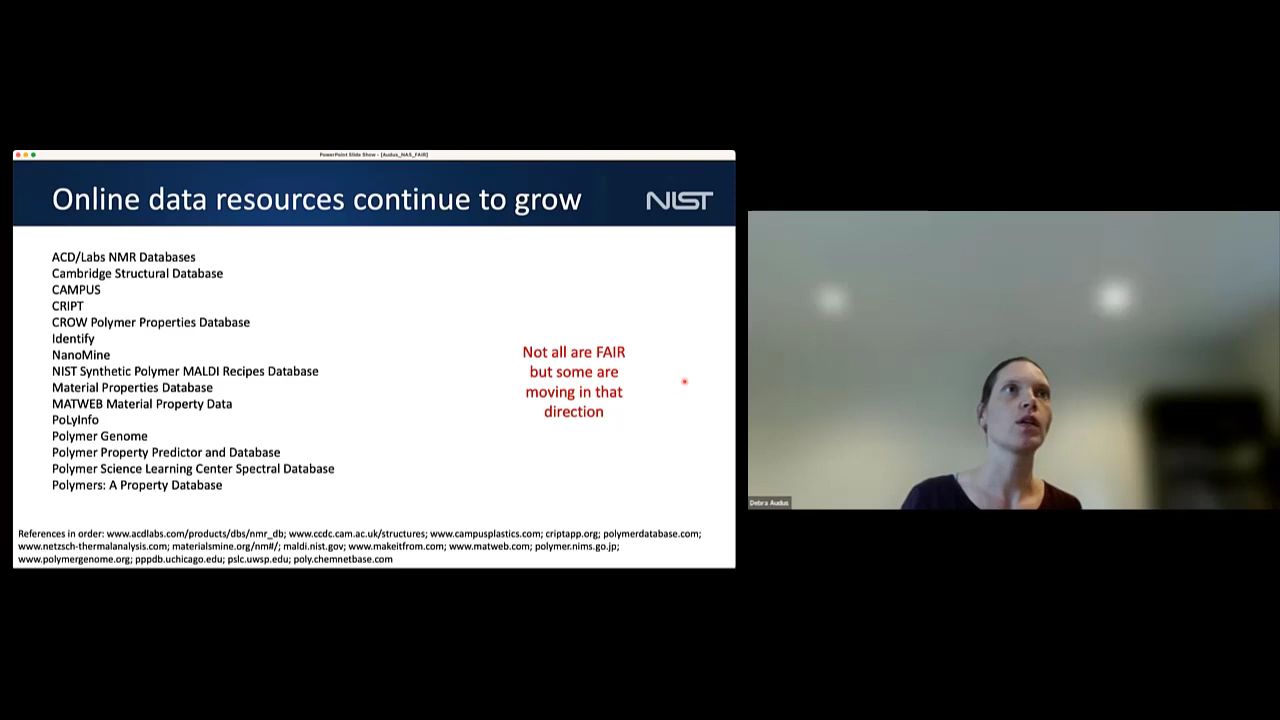 PowerPoint Slide Show - [Audus_NAS_FAIR]
Online data resources continue to grow
NIST
ACD/Labs NMR Databases
Cambridge Structural Database
CAMPUS
CRIPT
CROW Polymer Properties Database
Identify
NanoMine
NIST Synthetic Polymer MALDI Recipes Database
Material Properties Database
MATWEB Material Property Data
PoLyInfo
Polymer Genome
Polymer Property Predictor and Database
Polymer Science Learning Center Spectral Database
Polymers: A Property Database
Not all are FAIR
but some are
moving in that
direction
References in order: www.acdlabs.com/products/dbs/nmr_db; www.ccdc.cam.ac.uk/structures; www.campusplastics.com; criptapp.org; polymerdatabase.com;
www.netzsch-thermalanalysis.com; materialsmine.org/nm#/; maldi.nist.gov; www.makeitfrom.com; www.matweb.com; polymer.nims.go.jp;
www.polymergenome.org; pppdb.uchicago.edu; pslc.uwsp.edu; poly.chemnetbase.com
Debra Audus